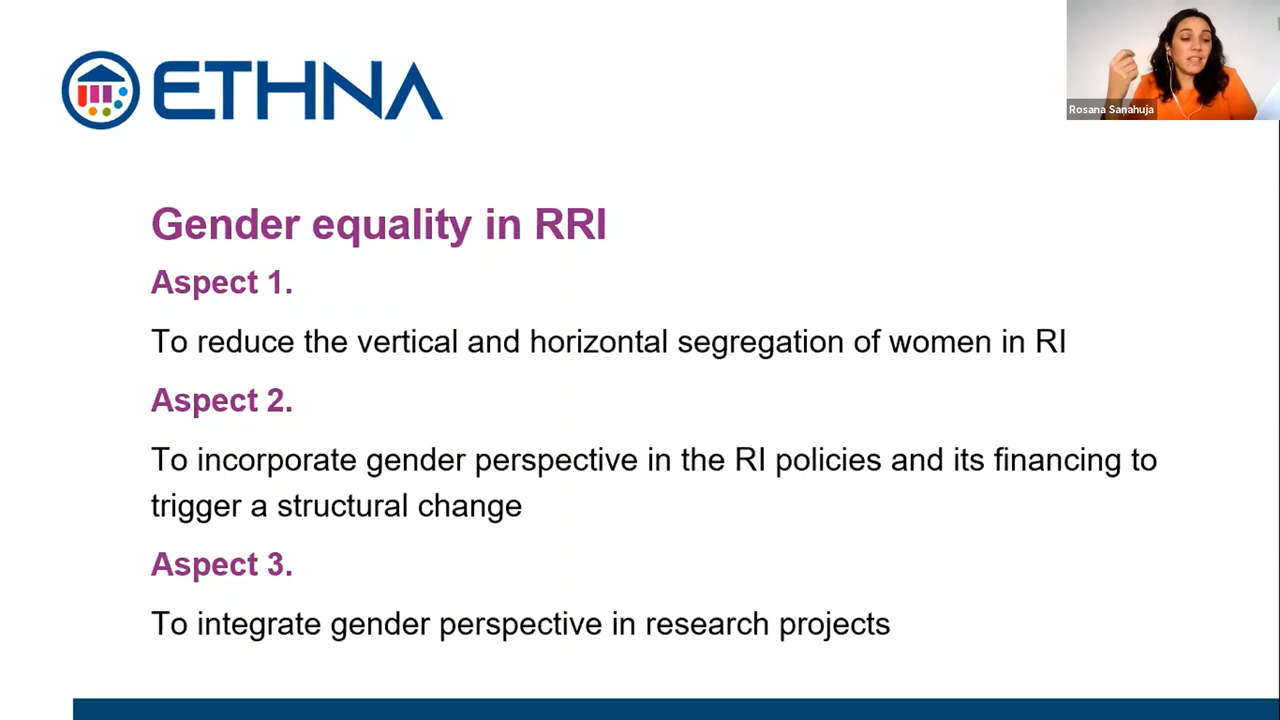 ETHNA
Rosana Sanahuja
Gender equality in RRI
Aspect 1.
To reduce the vertical and horizontal segregation of women in RI
Aspect 2.
To incorporate gender perspective in the RI policies and its financing to
trigger a structural change
Aspect 3.
To integrate gender perspective in research projects